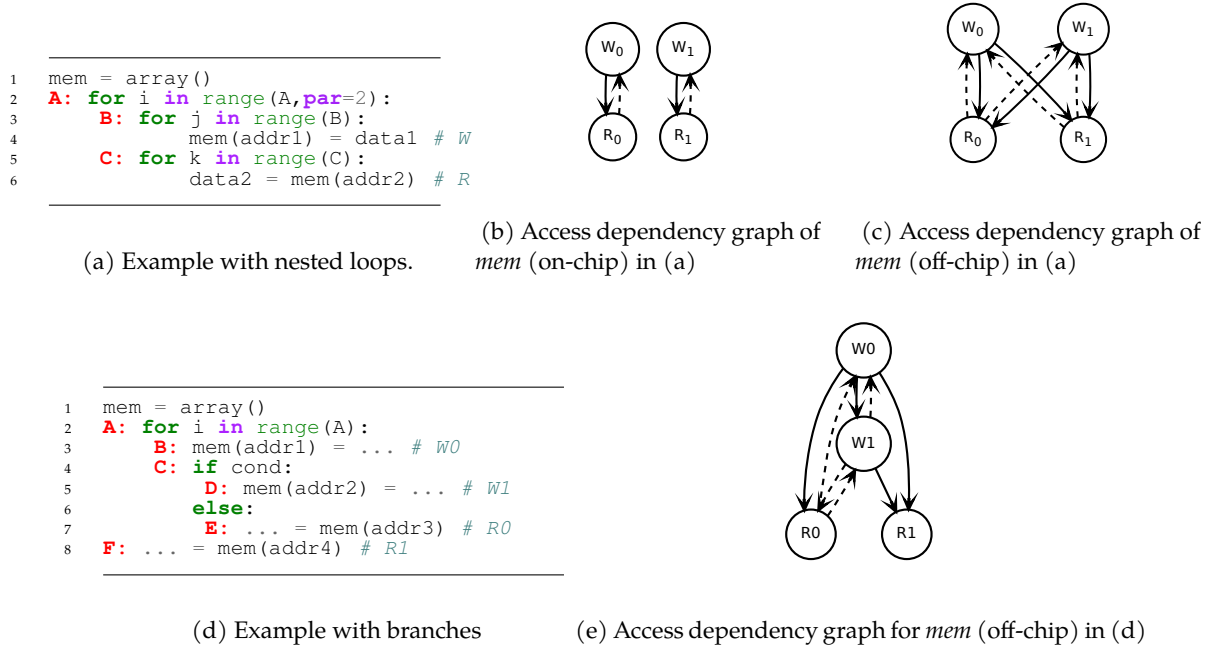 1 mem = array()
2 A: for i in range(A,par=2):
3 B: for j in range(B):
4 mem(addr1) = data1 # W
5 C: for k in range(C):
6 data2 = mem(addr2) # R
(a) Example with nested loops.
W0 W1
R0 R1
(b) Access dependency graph of
mem (on-chip) in (a)
W0 W1
R0 R1
(c) Access dependency graph of
mem (off-chip) in (a)
1 mem = array()
2 A: for i in range(A):
3 B: mem(addr1) = ... # W0
4 C: if cond:
5 D: mem(addr2) = ... # W1
6 else:
7 E: ... = mem(addr3) # R0
8 F: ... = mem(addr4) # R1
(d) Example with branches
W0
W1
R0 R1
(e) Access dependency graph for mem (off-chip) in (d)